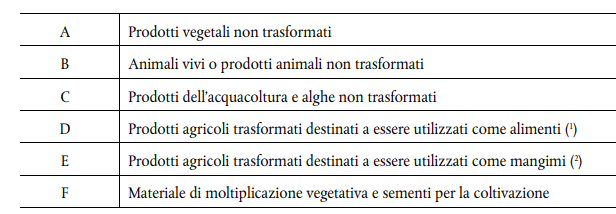 A Prodotti vegetali non trasformati
B Animali vivi o prodotti animali non trasformati
C Prodotti dell'acquacoltura e alghe non trasformati
D Prodotti agricoli trasformati destinati a essere utilizzati come alimenti (¹)
E Prodotti agricoli trasformati destinati a essere utilizzati come mangimi (²)
F Materiale di moltiplicazione vegetativa e sementi per la coltivazione